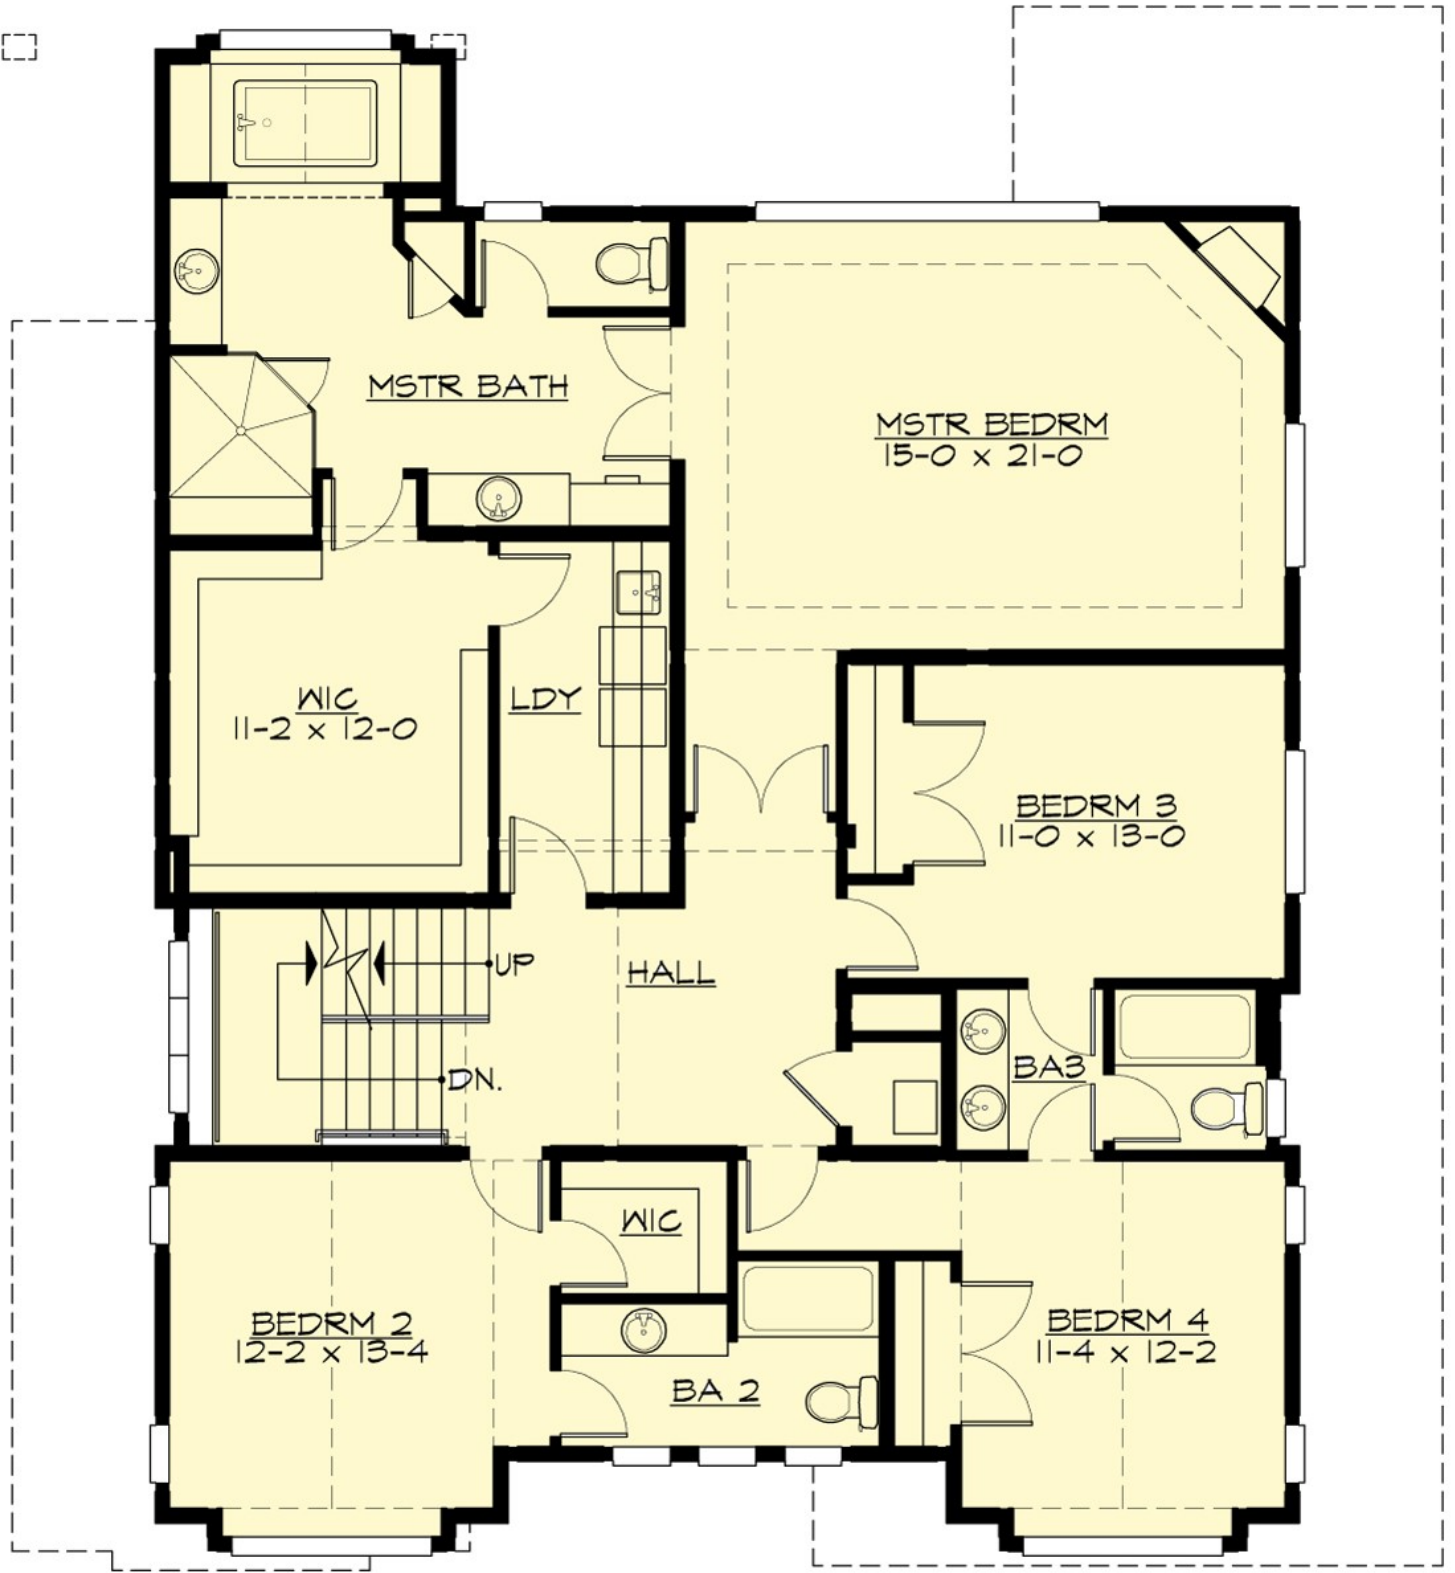 MSTR BATH
MSTR BEDRM
15-0 x 21-0
WIC
11-2 x 12-0
LDY
BEDRM 3
11-0 x 13-0
UP
HALL
DN.
BA3
WIC
BEDRM 2
12-2 x 13-4
BEDRM 4
11-4 x 12-2
BA 2